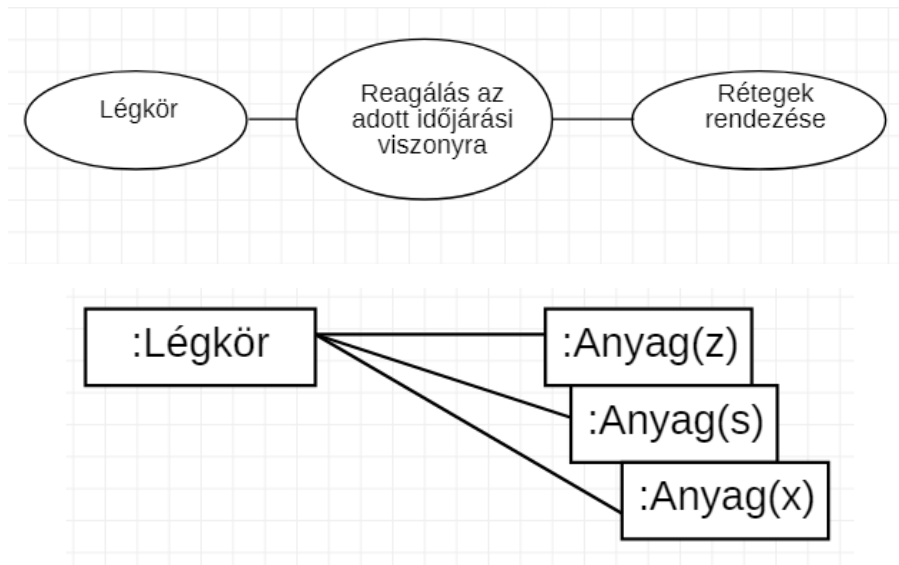 Légkör
Reagálás az
adott időjárási
viszonyra
Rétegek
rendezése
:Légkör
:Anyag(z)
:Anyag(s)
:Anyag(x)